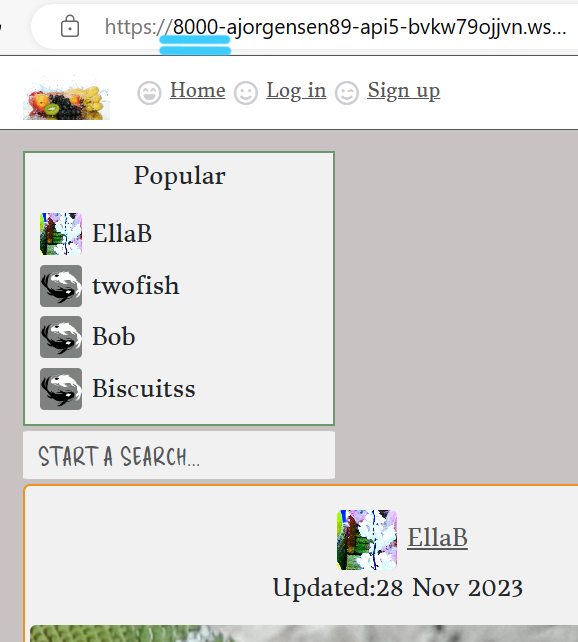 https://8000-ajorgensen89-api5-bvkw79ojjvn.ws...
Home Log in Sign up
Popular
EllaB
twofish
Bob
Biscuitss
START A SEARCH...
EllaB
Updated:28 Nov 2023